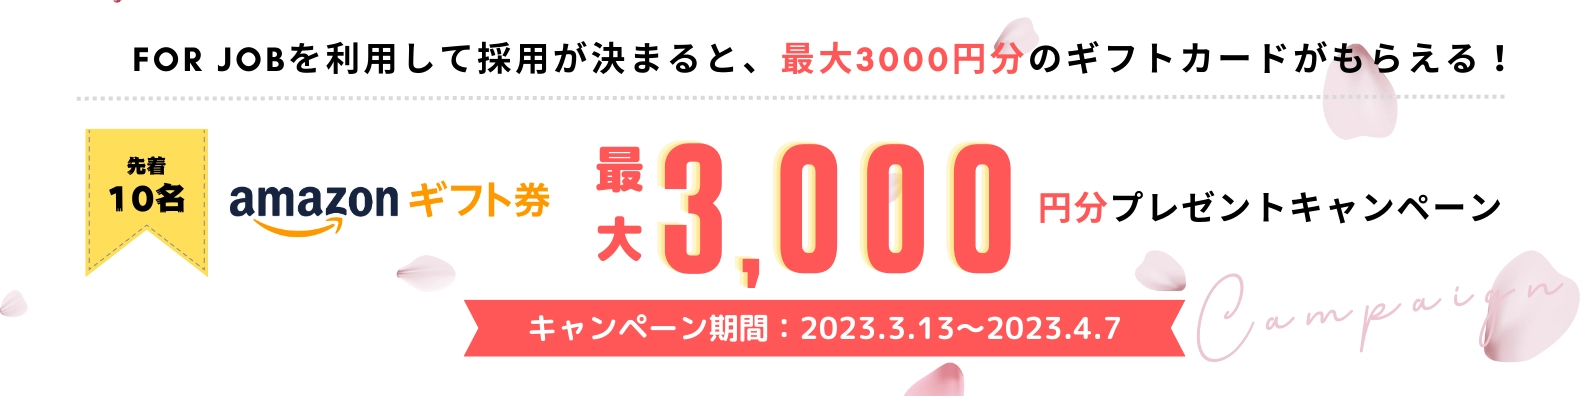 FOR JOBを利用して採用が決まると、最大3000円分のギフトカードがもらえる！
先着
10名
amazon ギフト券
最大 3,000 円分プレゼントキャンペーン
キャンペーン期間：2023.3.13〜2023.4.7
Campaign